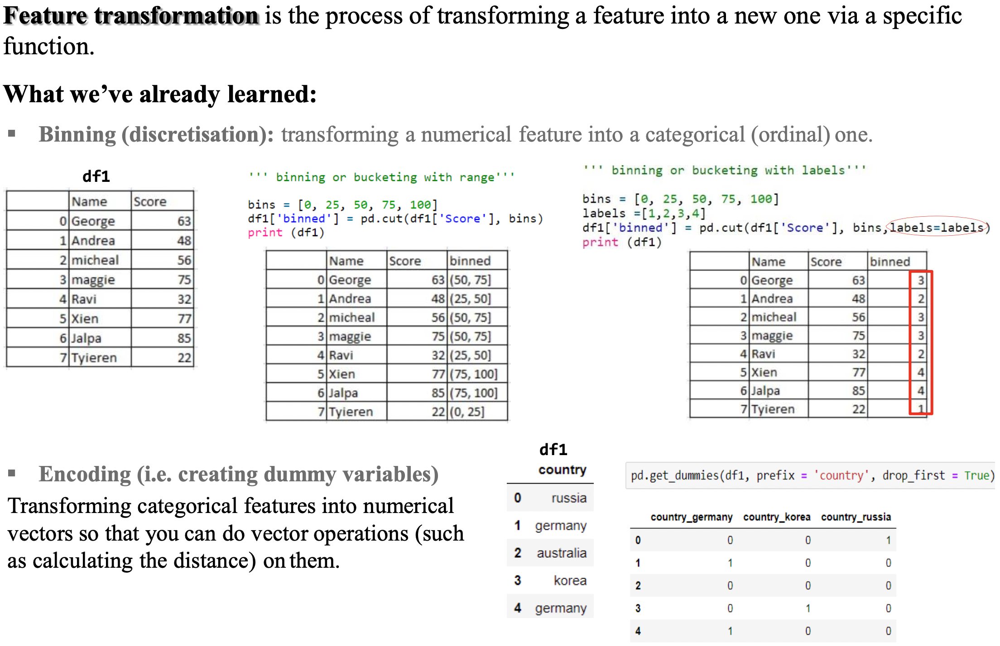 Feature transformation is the process of transforming a feature into a new one via a specific
function.
What we’ve already learned:
▪ Binning (discretisation): transforming a numerical feature into a categorical (ordinal) one.
df1
Name Score
0 George 63
1 Andrea 48
2 micheal 56
3 maggie 75
4 Ravi 32
5 Xien 77
6 Jalpa 85
7 Tyieren 22
''' binning or bucketing with range'''
bins = [0, 25, 50, 75, 100]
df1['binned'] = pd.cut(df1['Score'], bins)
print (df1)
Name Score binned
0 George 63 (50, 75]
1 Andrea 48 (25, 50]
2 micheal 56 (50, 75]
3 maggie 75 (50, 75]
4 Ravi 32 (25, 50]
5 Xien 77 (75, 100]
6 Jalpa 85 (75, 100]
7 Tyieren 22 (0, 25]
''' binning or bucketing with labels'''
bins = [0, 25, 50, 75, 100]
labels =[1,2,3,4]
df1['binned'] = pd.cut(df1['Score'], bins,labels=labels)
print (df1)
Name Score binned
0 George 63 3
1 Andrea 48 2
2 micheal 56 3
3 maggie 75 3
4 Ravi 32 2
5 Xien 77 4
6 Jalpa 85 4
7 Tyieren 22 1
▪ Encoding (i.e. creating dummy variables)
Transforming categorical features into numerical
vectors so that you can do vector operations (such
as calculating the distance) on them.
df1
country
0 russia
1 germany
2 australia
3 korea
4 germany
pd.get_dummies(df1, prefix = 'country', drop_first = True)
country_germany country_korea country_russia
0 0 0 1
1 1 0 0
2 0 0 0
3 0 1 0
4 1 0 0